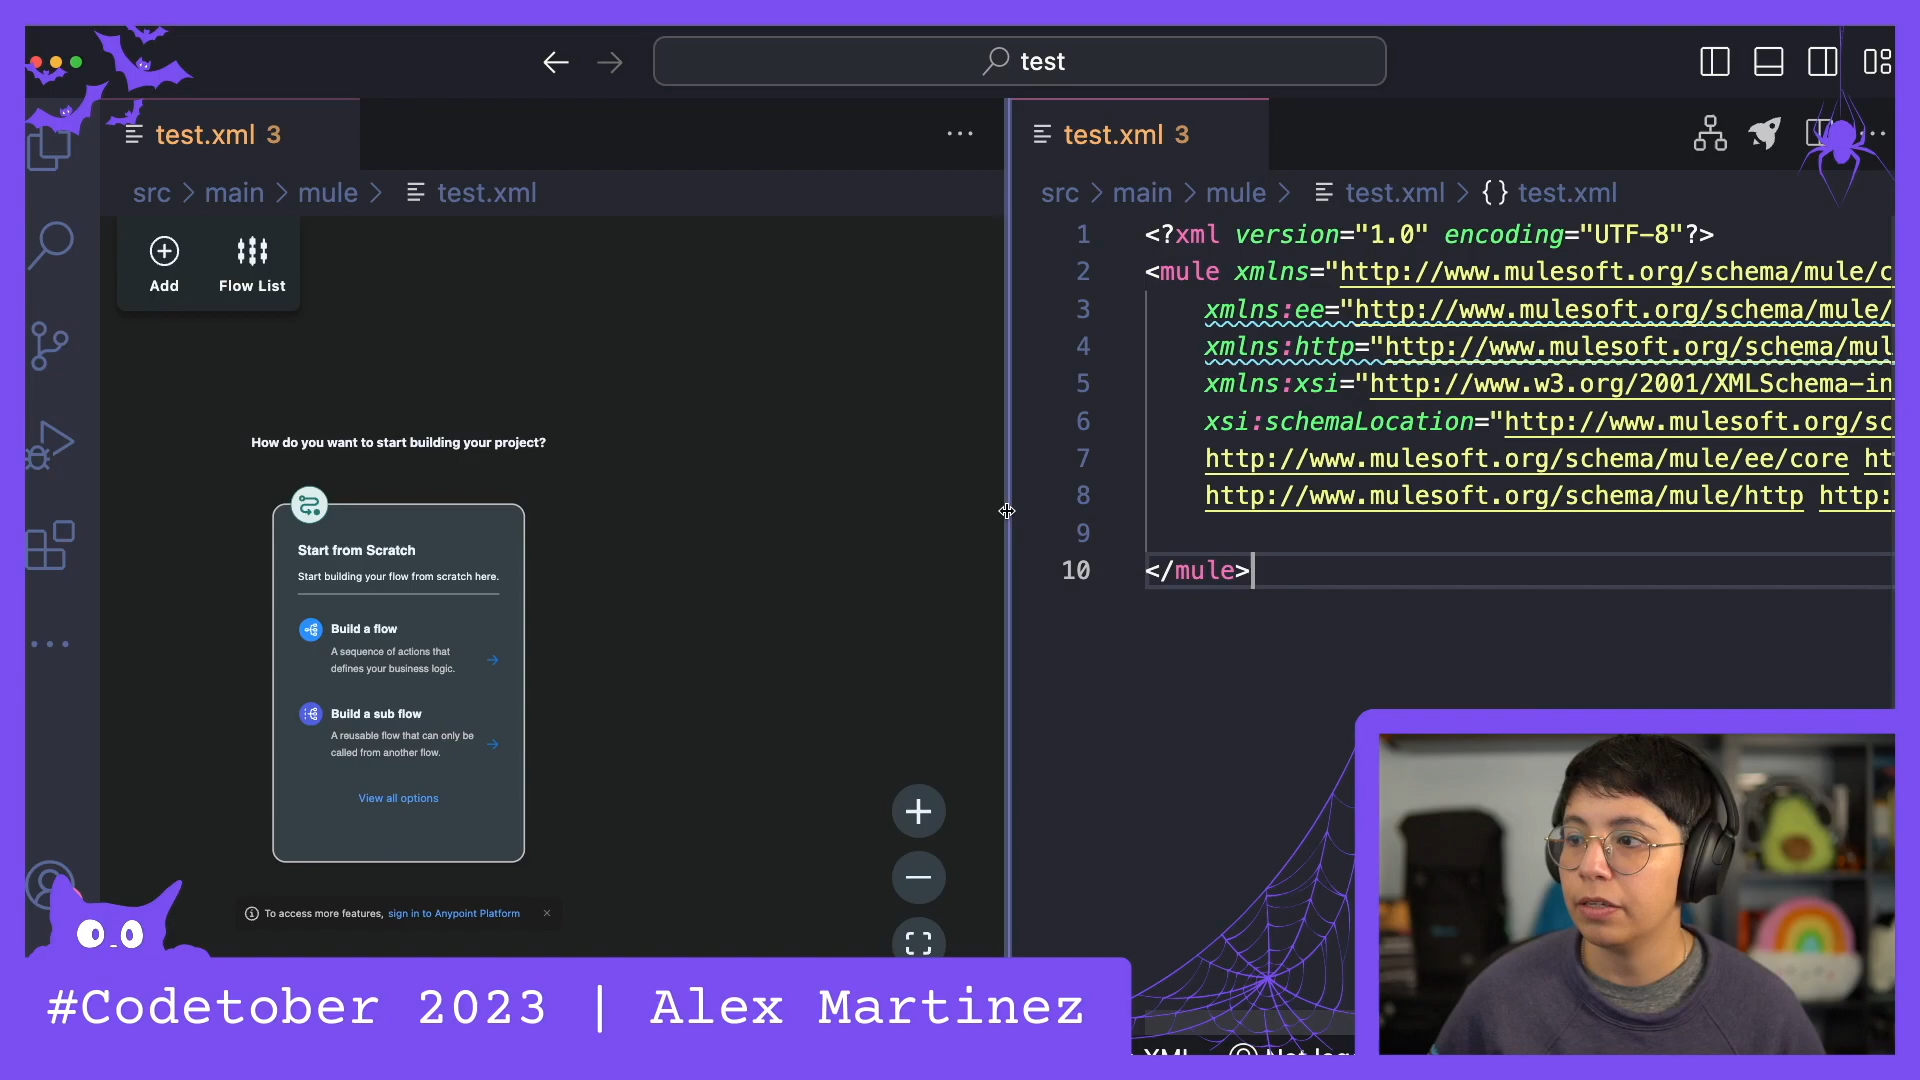 test
test.xml 3
src > main > mule > test.xml
Add
Flow List
How do you want to start building your project?
Start from Scratch
Start building your flow from scratch here.
Build a flow
A sequence of actions that
defines your business logic.
Build a sub flow
A reusable flow that can only be
called from another flow.
View all options
To access more features, sign in to Anypoint Platform
test.xml 3
src > main > mule > test.xml > {} test.xml
1 <?xml version="1.0" encoding="UTF-8"?>
2 <mule xmlns="http://www.mulesoft.org/schema/mule/c
3 xmlns:ee="http://www.mulesoft.org/schema/mule/
4 xmlns:http="http://www.mulesoft.org/schema/mul
5 xmlns:xsi="http://www.w3.org/2001/XMLSchema-in
6 xsi:schemaLocation="http://www.mulesoft.org/sc
7 http://www.mulesoft.org/schema/mule/ee/core ht
8 http://www.mulesoft.org/schema/mule/http http:
9
10 </mule>
#Codetober 2023 | Alex Martinez